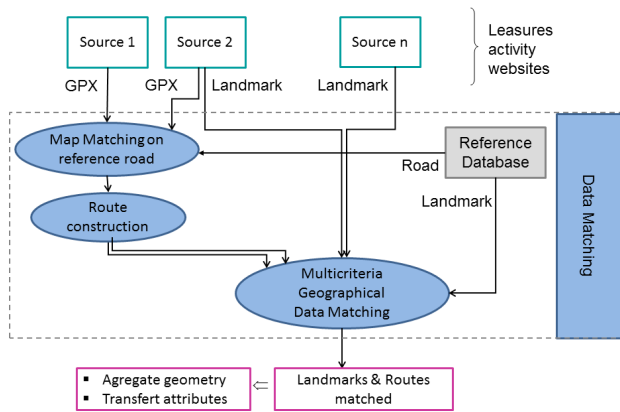 Source 1
Source 2
Source n
Leasures
activity
websites
GPX
GPX
Landmark
Landmark
Map Matching on
reference road
Road
Reference
Database
Landmark
Route
construction
Multicriteria
Geographical
Data Matching
Data Matching
▪ Agregate geometry
▪ Transfert attributes
⇐
Landmarks & Routes
matched